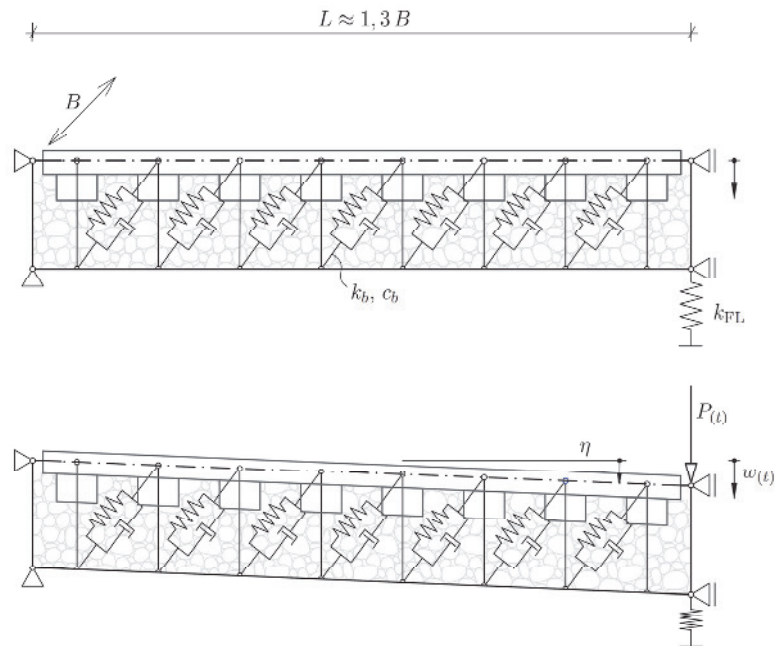 L ≈ 1, 3 B
B
k_b, c_b
k_FL
P_(t)
η
w_(t)